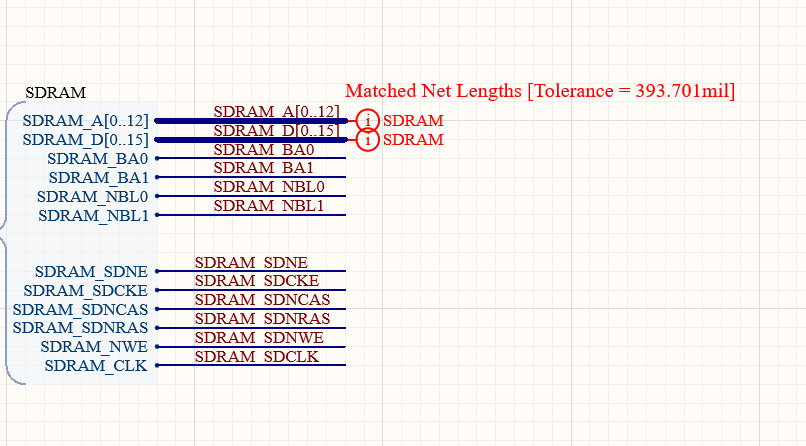 SDRAM
Matched Net Lengths [Tolerance = 393.701mil]
SDRAM_A[0..12] SDRAM_A[0..12] i SDRAM
SDRAM_D[0..15] SDRAM_D[0..15] i SDRAM
SDRAM_BA0 SDRAM_BA0
SDRAM_BA1 SDRAM_BA1
SDRAM_NBL0 SDRAM_NBL0
SDRAM_NBL1 SDRAM_NBL1
SDRAM_SDNE SDRAM_SDNE
SDRAM_SDCKE SDRAM_SDCKE
SDRAM_SDNCAS SDRAM_SDNCAS
SDRAM_SDNRAS SDRAM_SDNRAS
SDRAM_NWE SDRAM_SDNWE
SDRAM_CLK SDRAM_SDCLK